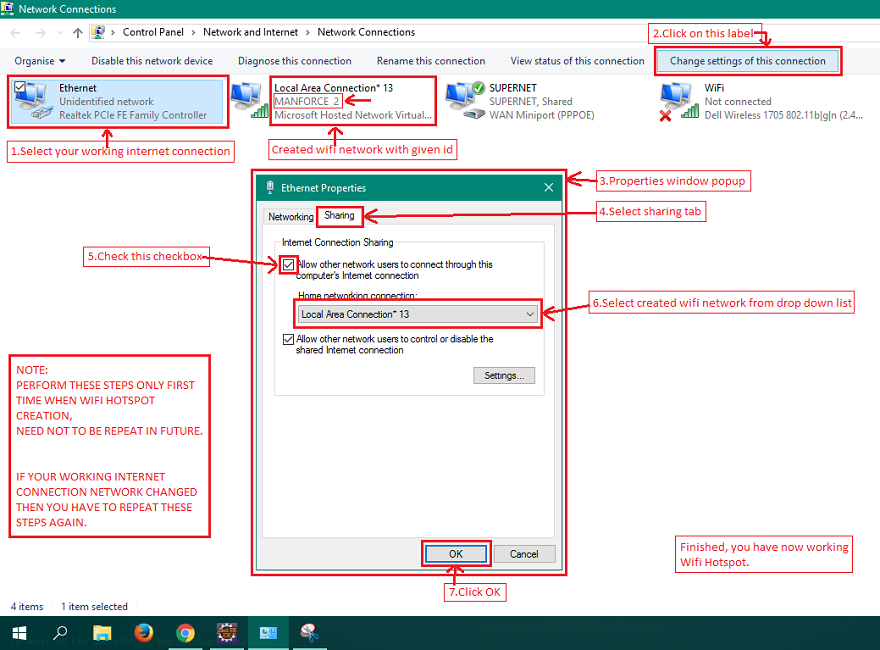 Network Connections
Control Panel > Network and Internet > Network Connections
2.Click on this label
Organise
Disable this network device
Diagnose this connection
Rename this connection
View status of this connection
Change settings of this connection
Ethernet
Unidentified network
Realtek PCIe FE Family Controller
Local Area Connection* 13
MANFORCE 2
Microsoft Hosted Network Virtual...
SUPERNET
SUPERNET, Shared
WAN Miniport (PPPOE)
WiFi
Not connected
Dell Wireless 1705 802.11b|g|n (2.4...
1.Select your working internet connection
Created wifi network with given id
Ethernet Properties
3.Properties window popup
Networking
Sharing
4.Select sharing tab
Internet Connection Sharing
5.Check this checkbox
Allow other network users to connect through this
computer's Internet connection
Home networking connection:
Local Area Connection* 13
6.Select created wifi network from drop down list
Allow other network users to control or disable the
shared Internet connection
Settings...
NOTE:
PERFORM THESE STEPS ONLY FIRST
TIME WHEN WIFI HOTSPOT
CREATION,
NEED NOT TO BE REPEAT IN FUTURE.
IF YOUR WORKING INTERNET
CONNECTION NETWORK CHANGED
THEN YOU HAVE TO REPEAT THESE
STEPS AGAIN.
OK
Cancel
7.Click OK
Finished, you have now working
Wifi Hotspot.
4 items
1 item selected